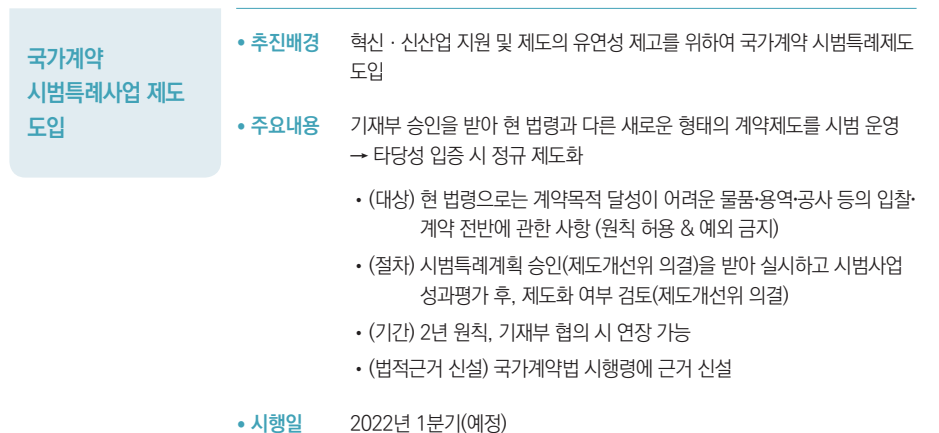 국가계약
시범특례사업 제도
도입
• 추진배경 혁신 · 신산업 지원 및 제도의 유연성 제고를 위하여 국가계약 시범특례제도
도입
• 주요내용 기재부 승인을 받아 현 법령과 다른 새로운 형태의 계약제도를 시범 운영
→ 타당성 입증 시 정규 제도화
• (대상) 현 법령으로는 계약목적 달성이 어려운 물품·용역·공사 등의 입찰·
계약 전반에 관한 사항 (원칙 허용 & 예외 금지)
• (절차) 시범특례계획 승인(제도개선위 의결)을 받아 실시하고 시범사업
성과평가 후, 제도화 여부 검토(제도개선위 의결)
• (기간) 2년 원칙, 기재부 협의 시 연장 가능
• (법적근거 신설) 국가계약법 시행령에 근거 신설
• 시행일 2022년 1분기(예정)